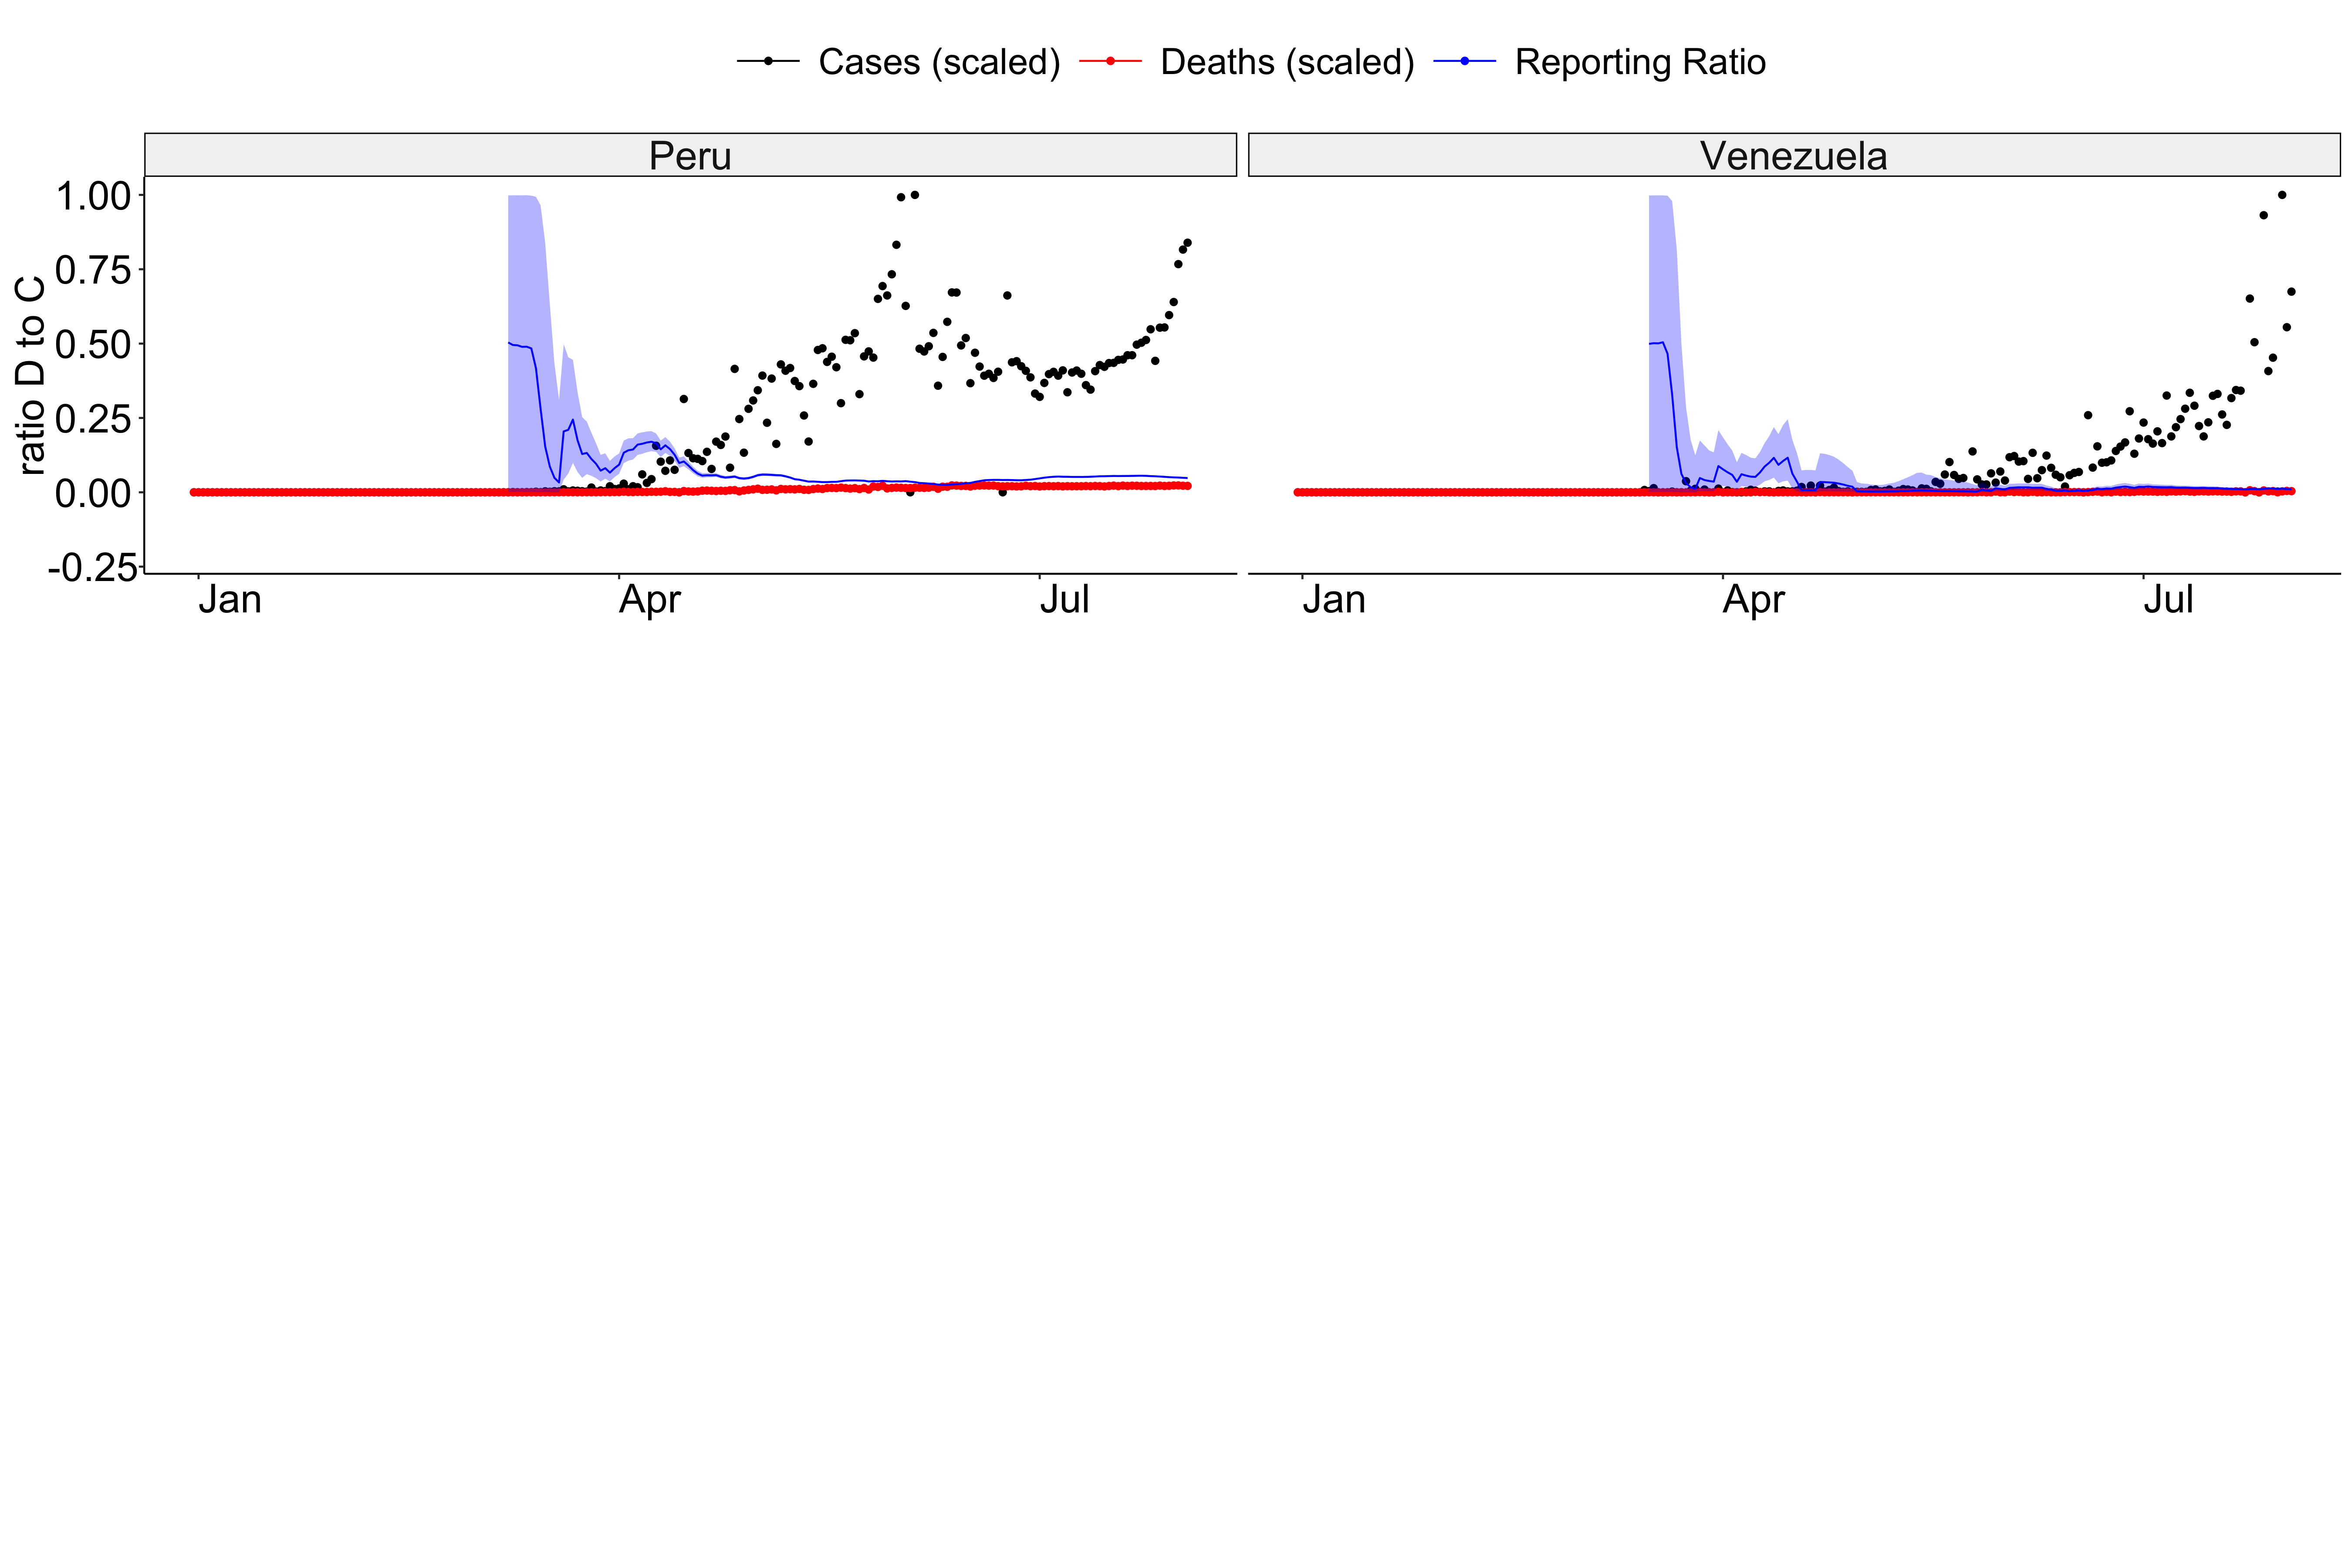 Cases (scaled) Deaths (scaled) Reporting Ratio
Peru Venezuela
ratio D to C
1.00
0.75
0.50
0.25
0.00
-0.25
Jan Apr Jul Jan Apr Jul